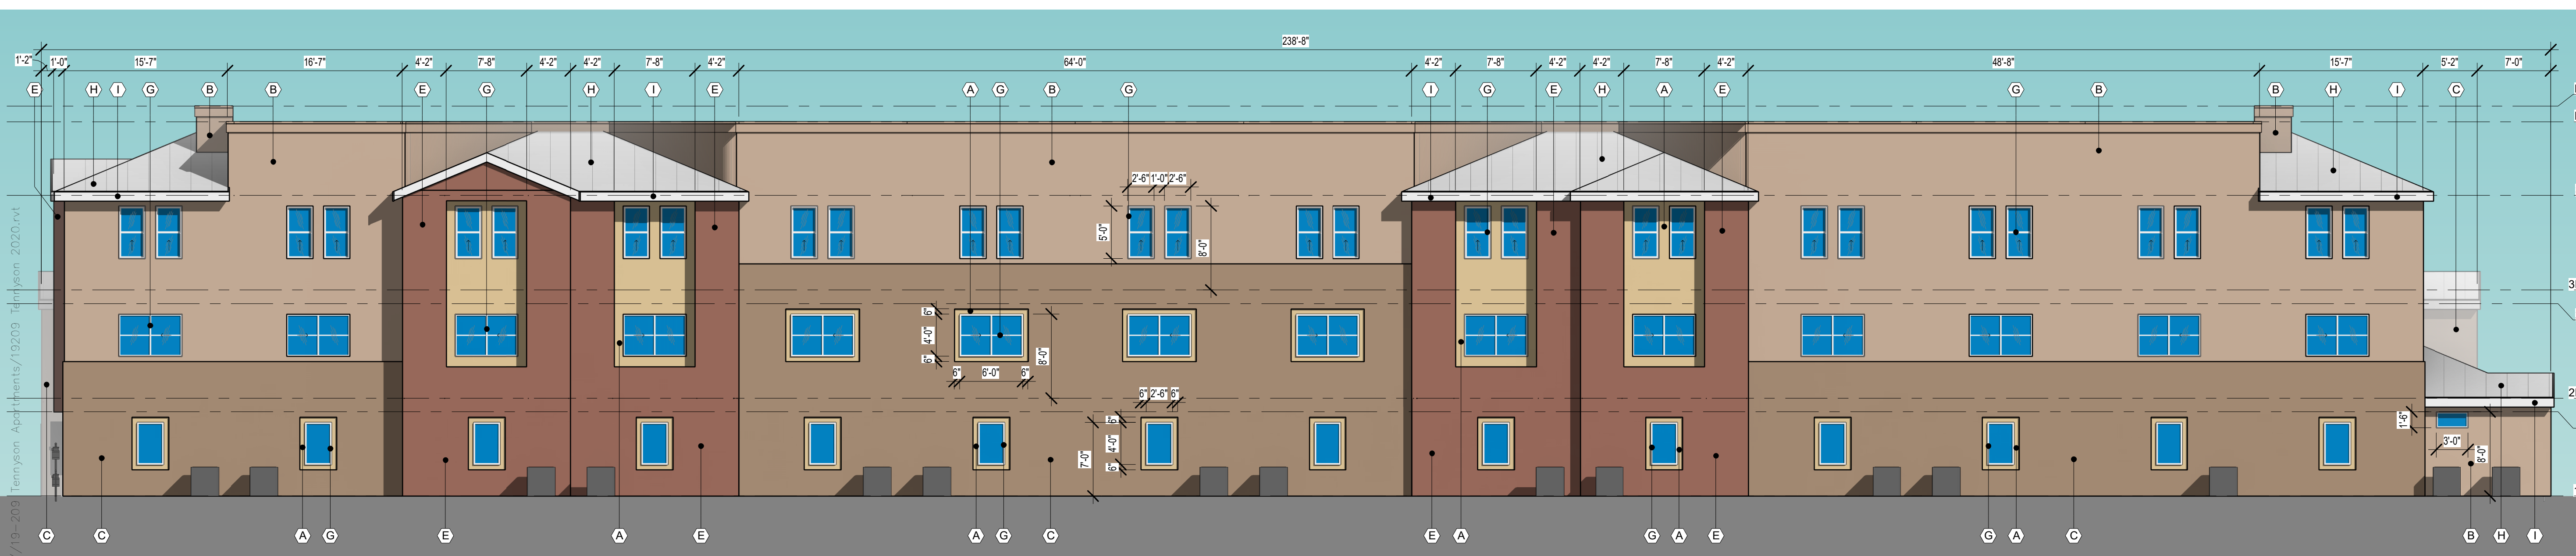 238'-8"
1'-2" 1'-0" 15'-7" 16'-7" 4'-2" 7'-8" 4'-2" 4'-2" 7'-8" 4'-2" 64'-0" 4'-2" 7'-8" 4'-2" 4'-2" 7'-8" 4'-2" 48'-8" 15'-7" 5'-2" 7'-0"
E H I G B B E G H I E A G B G I G E H A E G B B H I C
2'-6" 1'-0" 2'-6"
5'-0"
8'-0"
6"
4'-0"
6"
8'-0"
6" 6'-0" 6"
6" 2'-6" 6"
6"
4'-0"
6"
7'-0"
1'-6"
3'-0"
8'-0"
C C A G E A E A G C E A G A E G A C B H I
/19-209 Tennyson Apartments/19209 Tennyson 2020.rvt